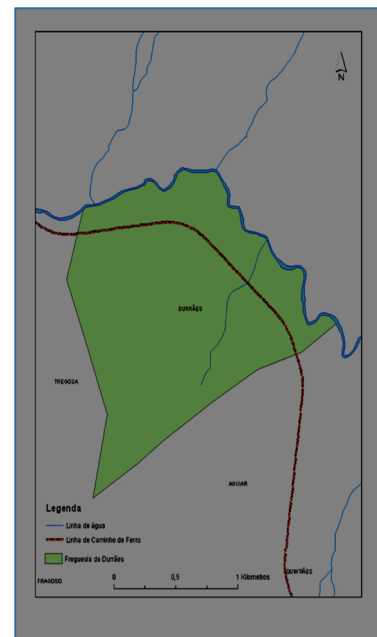 N
DURRÃES
TREGOSA
AGUIAR
Legenda
Linha de água
Linha de Caminho de Ferro
Freguesia de Durrães
FRAGOSO
QUINTIÃES
0 0,5 1 Kilometros